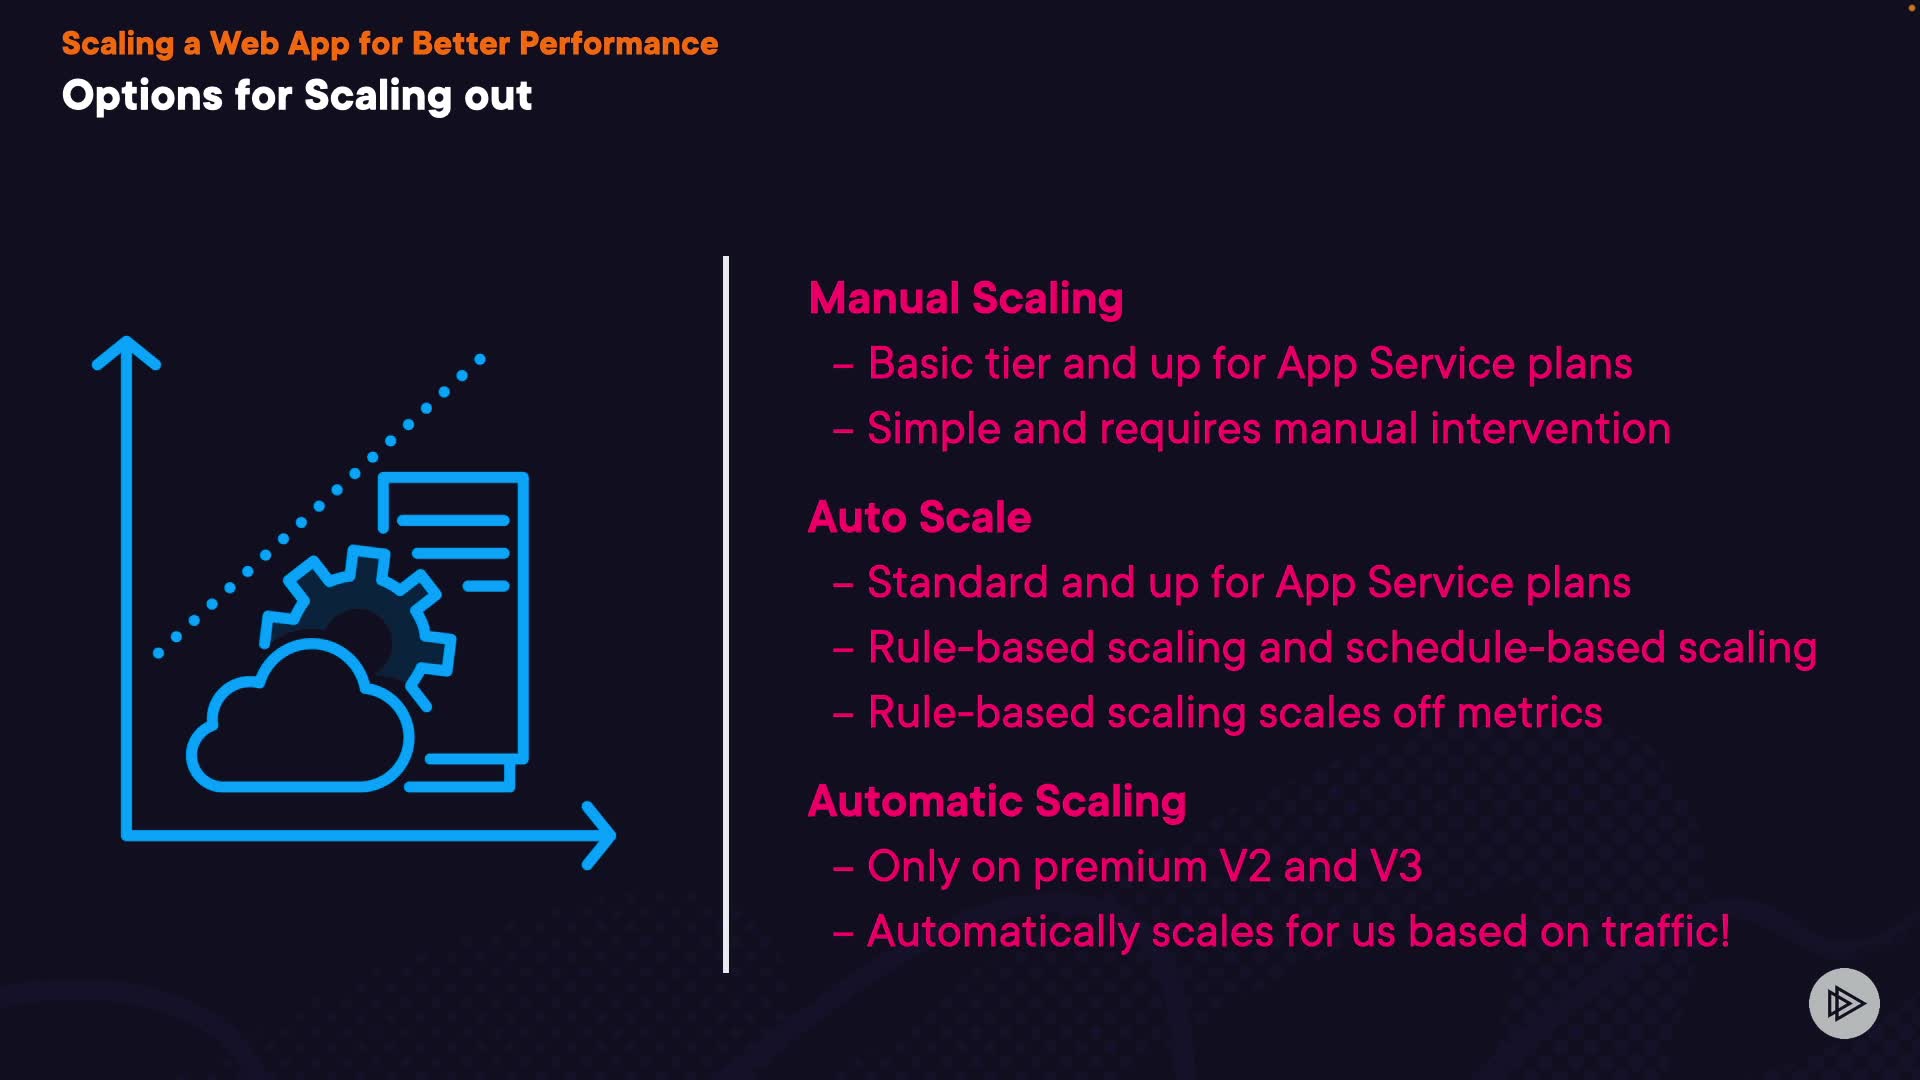 Scaling a Web App for Better Performance
Options for Scaling out
Manual Scaling
– Basic tier and up for App Service plans
– Simple and requires manual intervention
Auto Scale
– Standard and up for App Service plans
– Rule-based scaling and schedule-based scaling
– Rule-based scaling scales off metrics
Automatic Scaling
– Only on premium V2 and V3
– Automatically scales for us based on traffic!